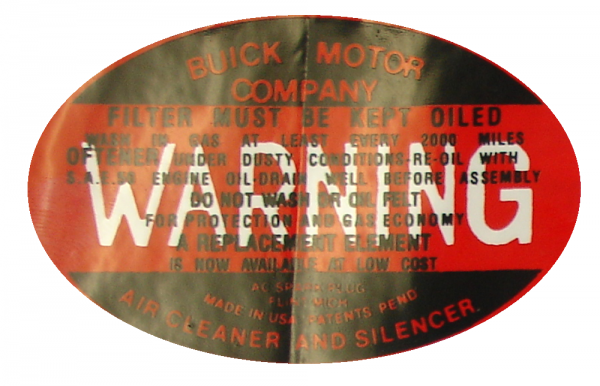 BUICK MOTOR
COMPANY
FILTER MUST BE KEPT OILED
WASH IN GAS AT LEAST EVERY 2000 MILES
OFTENER UNDER DUSTY CONDITIONS-RE-OIL WITH
S.A.E.50 ENGINE OIL-DRAIN WELL BEFORE ASSEMBLY
DO NOT WASH OR OIL FELT
FOR PROTECTION AND GAS ECONOMY
A REPLACEMENT ELEMENT
IS NOW AVAILABLE AT LOW COST
WARNING
AC SPARK PLUG
FLINT MICH
MADE IN USA PATENTS PEND
AIR CLEANER AND SILENCER.